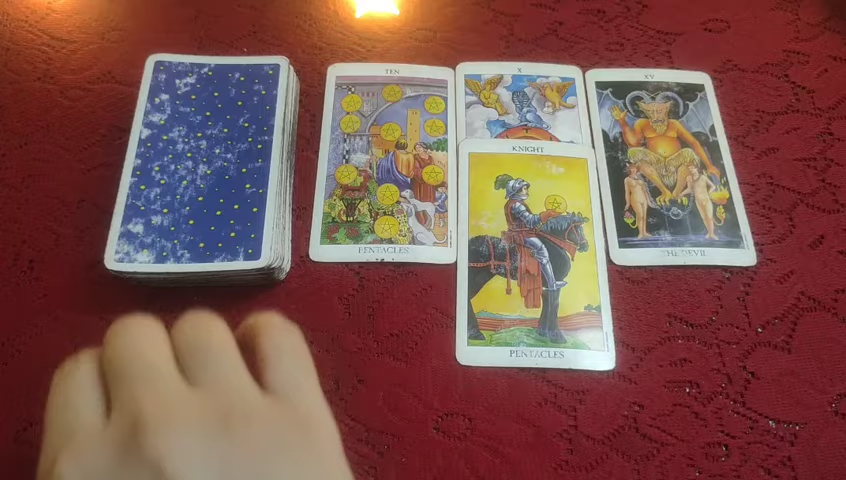 TEN
PENTACLES
X
KNIGHT
PENTACLES
XV
THE DEVIL